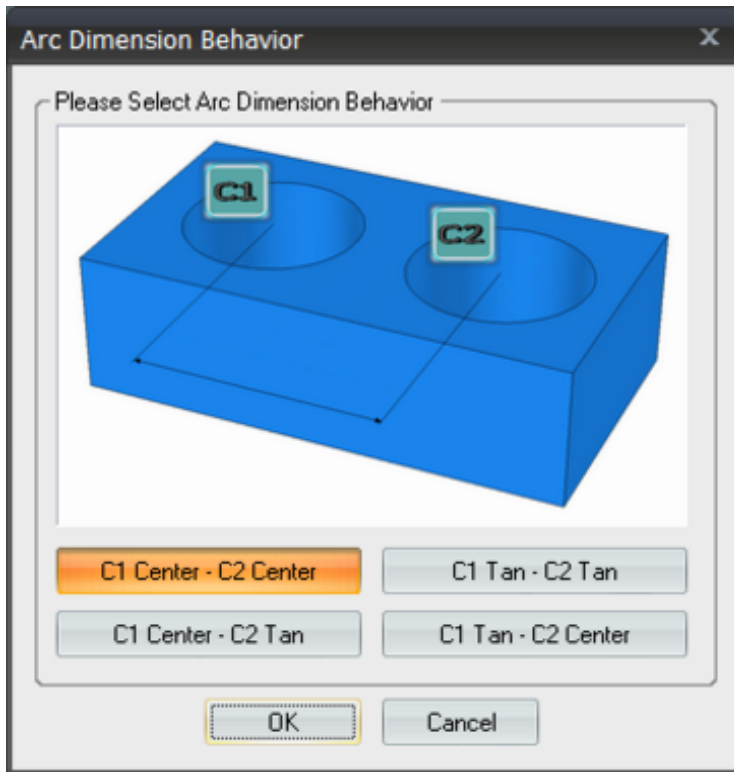 Arc Dimension Behavior
x
Please Select Arc Dimension Behavior
C1
C2
C1 Center - C2 Center
C1 Tan - C2 Tan
C1 Center - C2 Tan
C1 Tan - C2 Center
OK
Cancel